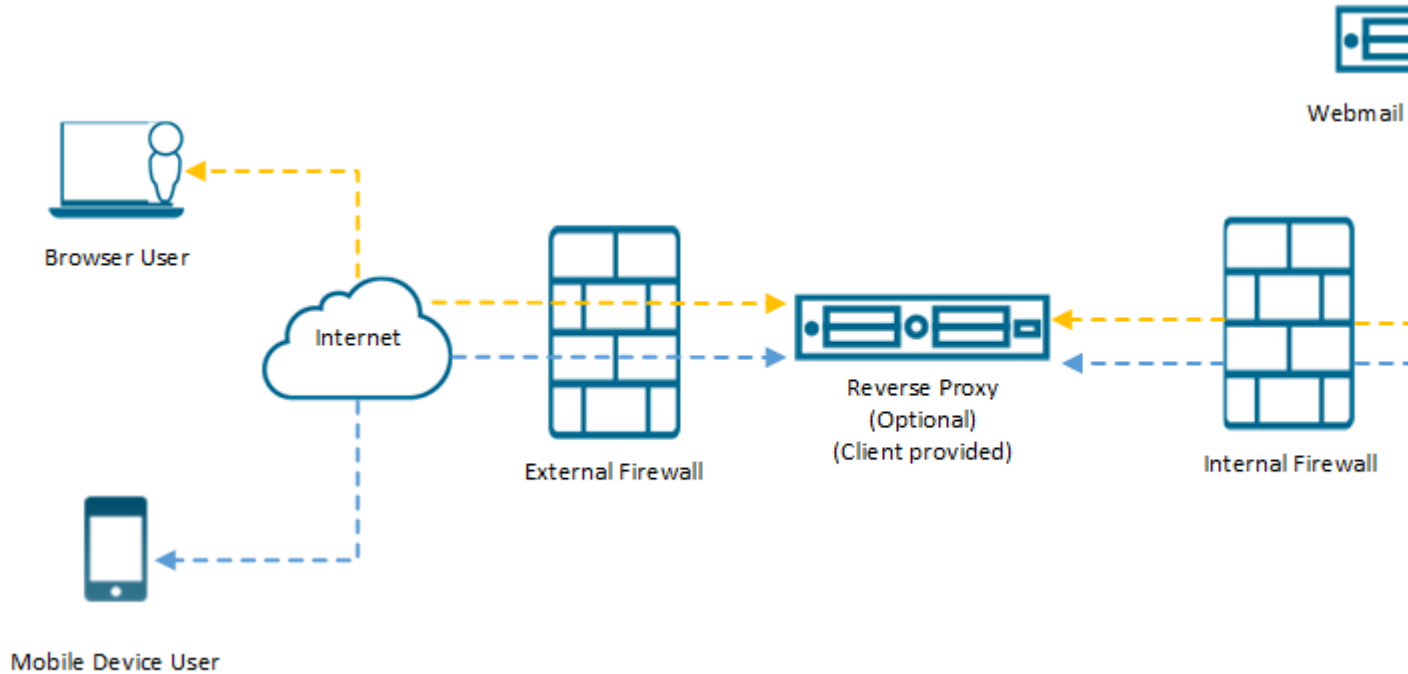 Webmail
Browser User
Internet
Reverse Proxy
(Optional)
(Client provided)
External Firewall
Internal Firewall
Mobile Device User